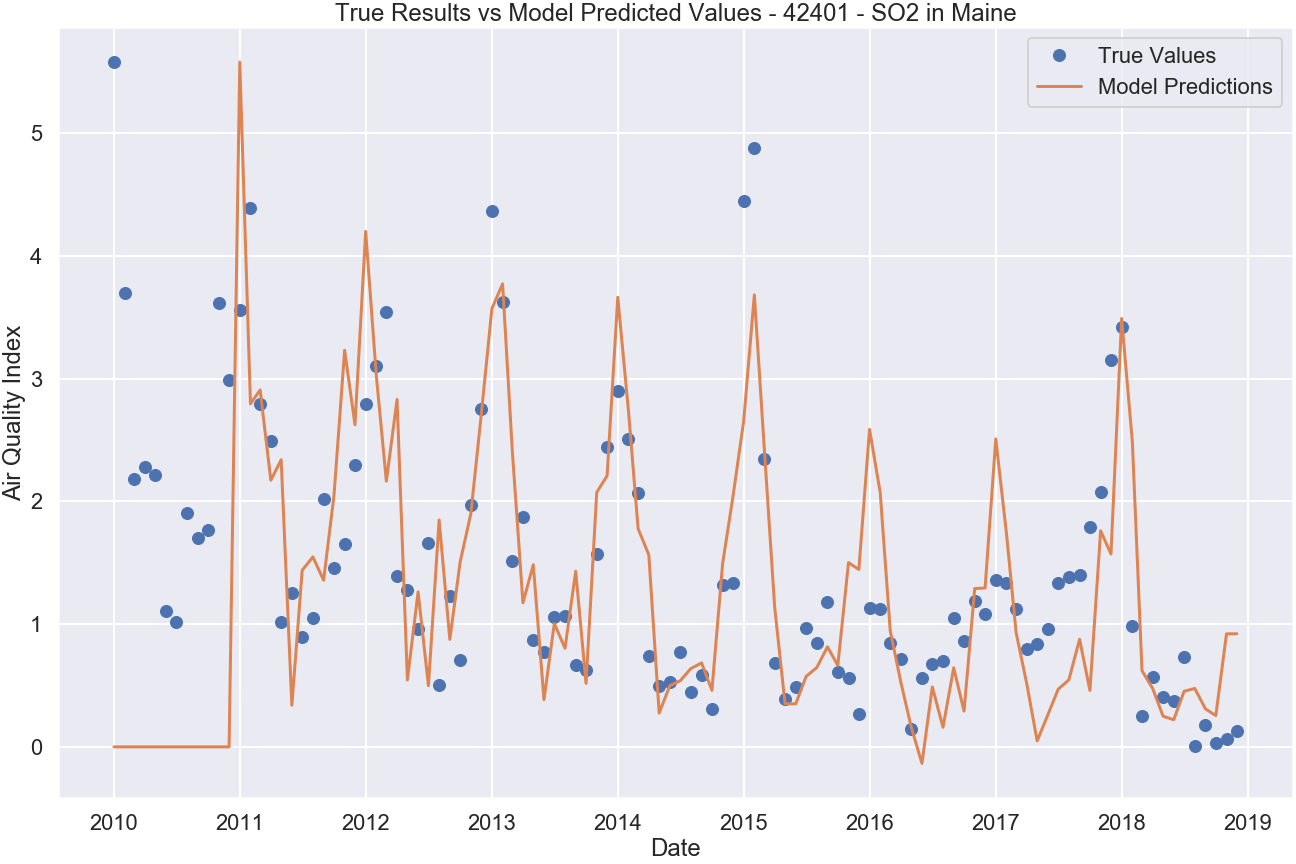 True Results vs Model Predicted Values - 42401 - SO2 in Maine
True Values
Model Predictions
Air Quality Index
5
4
3
2
1
0
2010 2011 2012 2013 2014 2015 2016 2017 2018 2019
Date